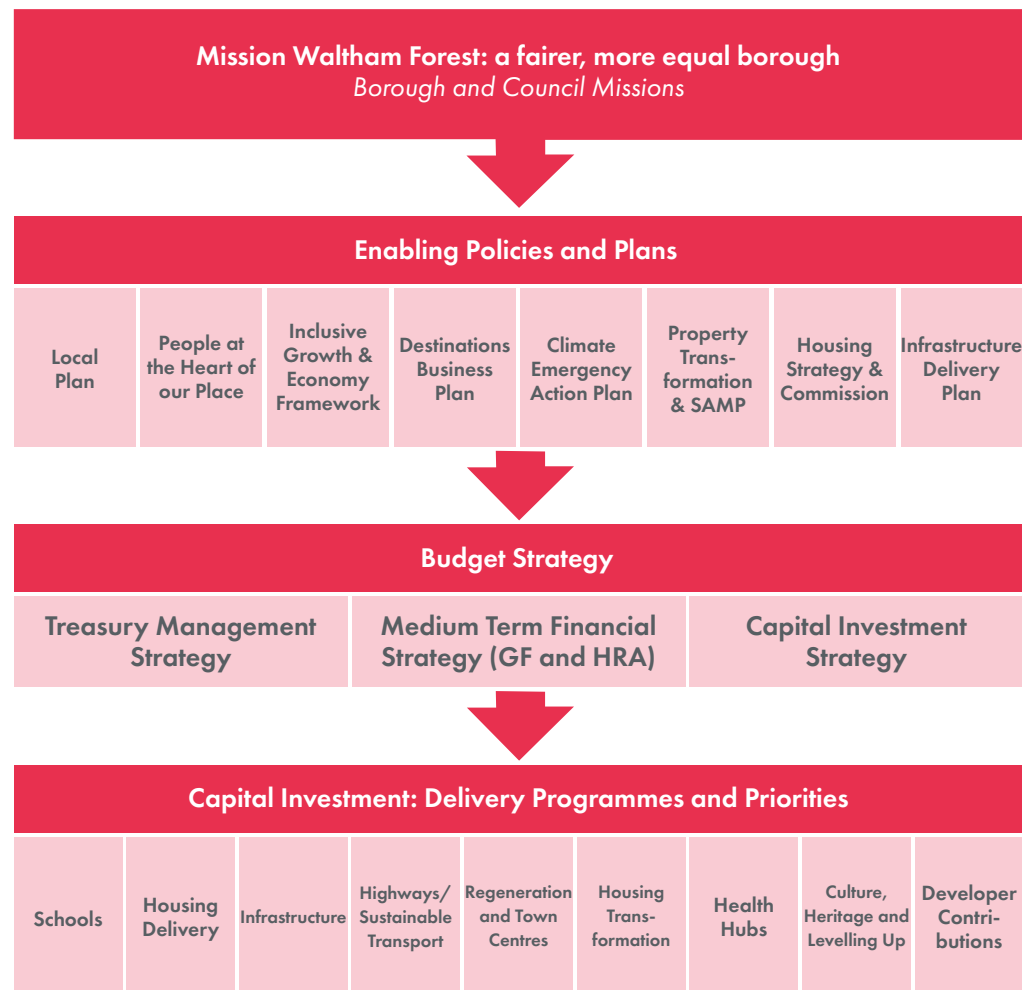 Mission Waltham Forest: a fairer, more equal borough
Borough and Council Missions
Enabling Policies and Plans
Local
Plan
People at
the Heart of
our Place
Inclusive
Growth &
Economy
Framework
Destinations
Business
Plan
Climate
Emergency
Action Plan
Property
Trans-
formation
& SAMP
Housing
Strategy &
Commission
Infrastructure
Delivery
Plan
Budget Strategy
Treasury Management
Strategy
Medium Term Financial
Strategy (GF and HRA)
Capital Investment
Strategy
Capital Investment: Delivery Programmes and Priorities
Schools
Housing
Delivery
Infrastructure
Highways/
Sustainable
Transport
Regeneration
and Town
Centres
Housing
Trans-
formation
Health
Hubs
Culture,
Heritage and
Levelling Up
Developer
Contri-
butions